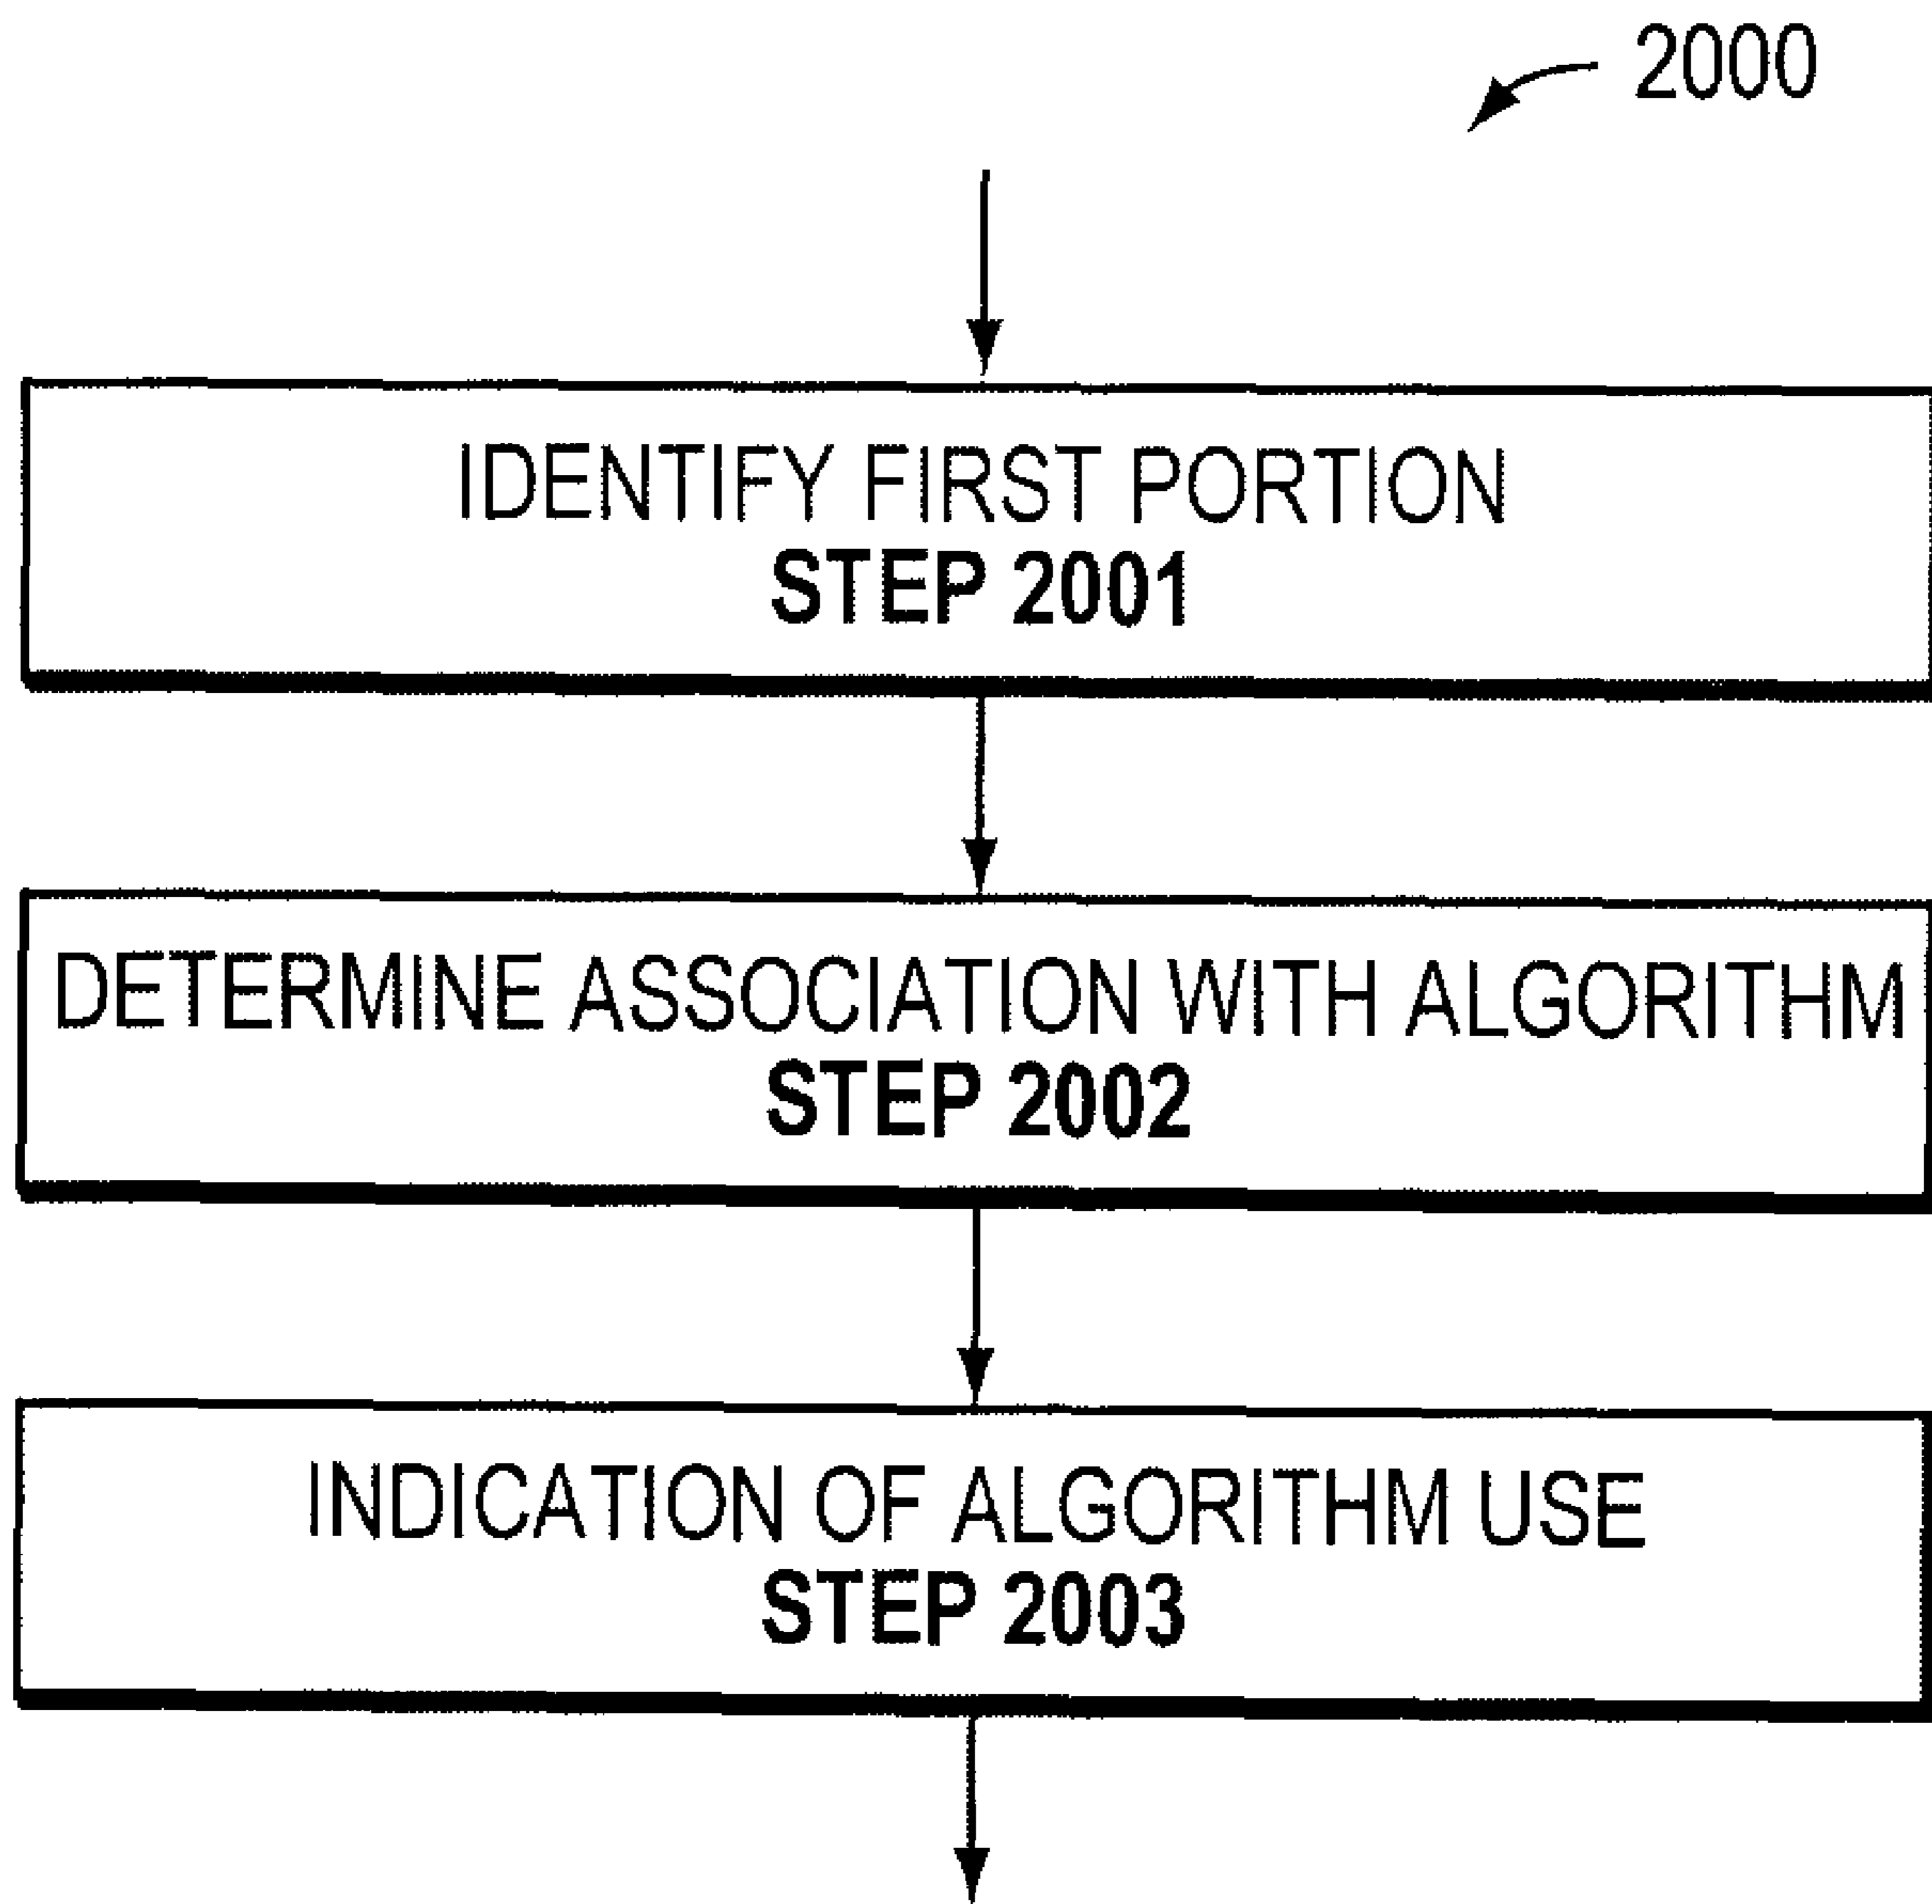 2000
IDENTIFY FIRST PORTION
STEP 2001
DETERMINE ASSOCIATION WITH ALGORITHM
STEP 2002
INDICATION OF ALGORITHM USE
STEP 2003